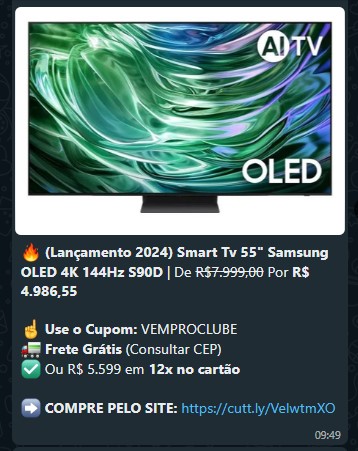 AI TV
OLED
🔥 (Lançamento 2024) Smart Tv 55" Samsung
OLED 4K 144Hz S90D | De R$7.999,00 Por R$
4.986,55
☝️ Use o Cupom: VEMPROCLUBE
🚛 Frete Grátis (Consultar CEP)
✅ Ou R$ 5.599 em 12x no cartão
➡️ COMPRE PELO SITE: https://cutt.ly/VelwtmXO
09:49